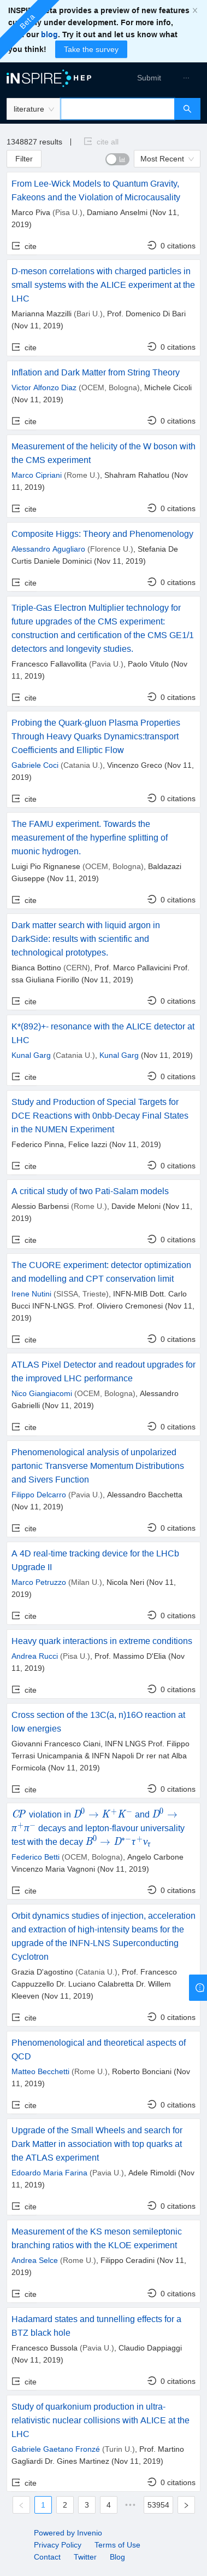 Beta
INSPIRE beta provides some new features
currently under development. For more info,
our blog. Try it out and let us know what
you think! Take the survey
iNSPIRE HEP
Submit
literature
1348827 results | cite all
Filter
Most Recent
From Lee-Wick Models to Quantum Gravity,
Fakeons and the Violation of Microcausality
Marco Piva (Pisa U.), Damiano Anselmi (Nov 11,
2019)
cite 0 citations
D-meson correlations with charged particles in
small systems with the ALICE experiment at the
LHC
Marianna Mazzilli (Bari U.), Prof. Domenico Di Bari
(Nov 11, 2019)
cite 0 citations
Inflation and Dark Matter from String Theory
Victor Alfonzo Diaz (OCEM, Bologna), Michele Cicoli
(Nov 11, 2019)
cite 0 citations
Measurement of the helicity of the W boson with
the CMS experiment
Marco Cipriani (Rome U.), Shahram Rahatlou (Nov
11, 2019)
cite 0 citations
Composite Higgs: Theory and Phenomenology
Alessandro Agugliaro (Florence U.), Stefania De
Curtis Daniele Dominici (Nov 11, 2019)
cite 0 citations
Triple-Gas Electron Multiplier technology for
future upgrades of the CMS experiment:
construction and certification of the CMS GE1/1
detectors and longevity studies.
Francesco Fallavollita (Pavia U.), Paolo Vitulo (Nov
11, 2019)
cite 0 citations
Probing the Quark-gluon Plasma Properties
Through Heavy Quarks Dynamics:transport
Coefficients and Elliptic Flow
Gabriele Coci (Catania U.), Vincenzo Greco (Nov 11,
2019)
cite 0 citations
The FAMU experiment. Towards the
measurement of the hyperfine splitting of
muonic hydrogen.
Luigi Pio Rignanese (OCEM, Bologna), Baldazagi
Giuseppe (Nov 11, 2019)
cite 0 citations
Dark matter search with liquid argon in
DarkSide: results with scientific and
technological prototypes.
Bianca Bottino (CERN), Prof. Marco Pallavicini Prof.
ssa Giuliana Fiorillo (Nov 11, 2019)
cite 0 citations
K*(892)+- resonance with the ALICE detector at
LHC
Kunal Garg (Catania U.), Kunal Garg (Nov 11, 2019)
cite 0 citations
Study and Production of Special Targets for
DCE Reactions with 0nbb-Decay Final States
in the NUMEN Experiment
Federico Pinna, Felice Iazzi (Nov 11, 2019)
cite 0 citations
A critical study of two Pati-Salam models
Alessio Barbensi (Rome U.), Davide Meloni (Nov 11,
2019)
cite 0 citations
The CUORE experiment: detector optimization
and modelling and CPT conservation limit
Irene Nutini (SISSA, Trieste), INFN-MIB Dott. Carlo
Bucci INFN-LNGS. Prof. Oliviero Cremonesi (Nov 11,
2019)
cite 0 citations
ATLAS Pixel Detector and readout upgrades for
the improved LHC performance
Nico Giangiacomi (OCEM, Bologna), Alessandro
Gabrielli (Nov 11, 2019)
cite 0 citations
Phenomenological analysis of unpolarized
partonic Transverse Momentum Distributions
and Sivers Function
Filippo Delcarro (Pavia U.), Alessandro Bacchetta
(Nov 11, 2019)
cite 0 citations
A 4D real-time tracking device for the LHCb
Upgrade II
Marco Petruzzo (Milan U.), Nicola Neri (Nov 11,
2019)
cite 0 citations
Heavy quark interactions in extreme conditions
Andrea Rucci (Pisa U.), Prof. Massimo D'Elia (Nov
11, 2019)
cite 0 citations
Cross section of the 13C(a, n)16O reaction at
low energies
Giovanni Francesco Ciani, INFN LNGS Prof. Filippo
Terrasi Unicampania & INFN Napoli Dr rer nat Alba
Formicola (Nov 11, 2019)
cite 0 citations
CP violation in D⁰ → K⁺K⁻ and D⁰ →
π⁺π⁻ decays and lepton-flavour universality
test with the decay B⁰ → D*⁻τ⁺ντ
Federico Betti (OCEM, Bologna), Angelo Carbone
Vincenzo Maria Vagnoni (Nov 11, 2019)
cite 0 citations
Orbit dynamics studies of injection, acceleration
and extraction of high-intensity beams for the
upgrade of the INFN-LNS Superconducting
Cyclotron
Grazia D'agostino (Catania U.), Prof. Francesco
Cappuzzello Dr. Luciano Calabretta Dr. Willem
Kleeven (Nov 11, 2019)
cite 0 citations
Phenomenological and theoretical aspects of
QCD
Matteo Becchetti (Rome U.), Roberto Bonciani (Nov
11, 2019)
cite 0 citations
Upgrade of the Small Wheels and search for
Dark Matter in association with top quarks at
the ATLAS experiment
Edoardo Maria Farina (Pavia U.), Adele Rimoldi (Nov
11, 2019)
cite 0 citations
Measurement of the KS meson semileptonic
branching ratios with the KLOE experiment
Andrea Selce (Rome U.), Filippo Ceradini (Nov 11,
2019)
cite 0 citations
Hadamard states and tunnelling effects for a
BTZ black hole
Francesco Bussola (Pavia U.), Claudio Dappiaggi
(Nov 11, 2019)
cite 0 citations
Study of quarkonium production in ultra-
relativistic nuclear collisions with ALICE at the
LHC
Gabriele Gaetano Fronzé (Turin U.), Prof. Martino
Gagliardi Dr. Gines Martinez (Nov 11, 2019)
cite 0 citations
1 2 3 4 ••• 53954
Powered by Invenio
Privacy Policy Terms of Use
Contact Twitter Blog